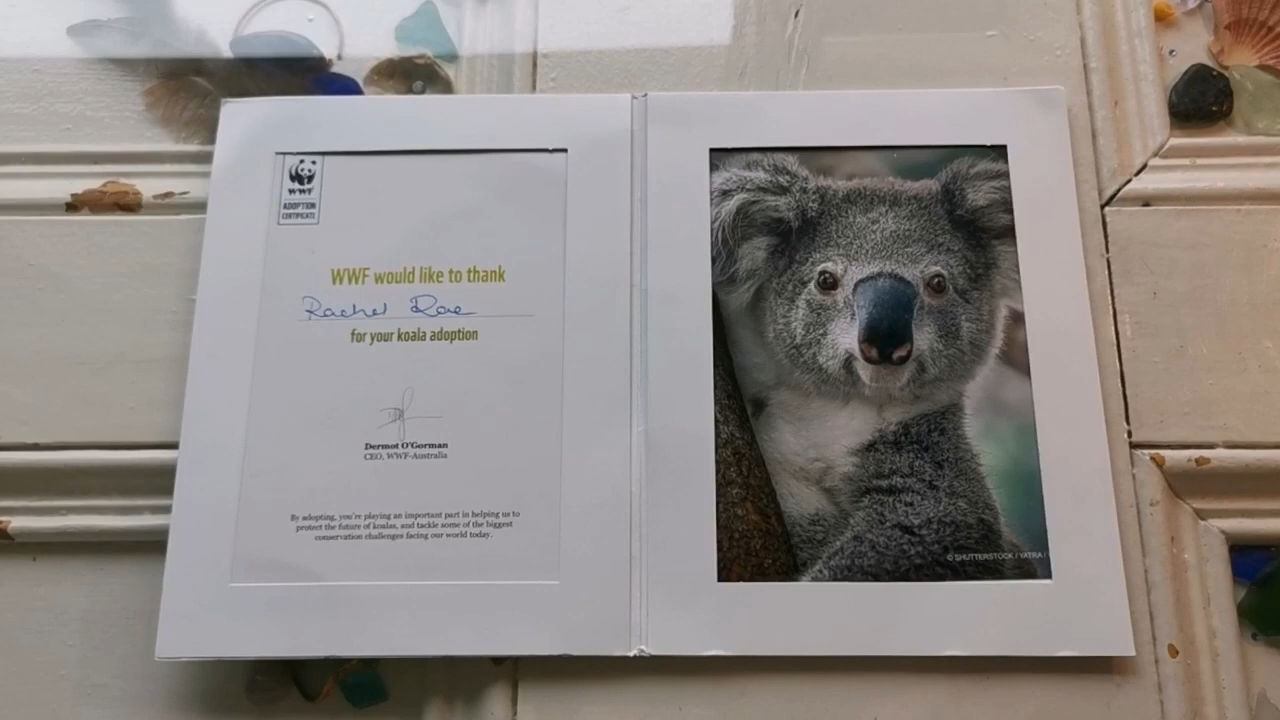 WWF
ADOPTION
CERTIFICATE
WWF would like to thank
Rachel Rae
for your koala adoption
Dermot O'Gorman
CEO, WWF-Australia
By adopting, you're playing an important part in helping us to
protect the future of koalas, and tackle some of the biggest
conservation challenges facing our world today.
© SHUTTERSTOCK / YATRA /